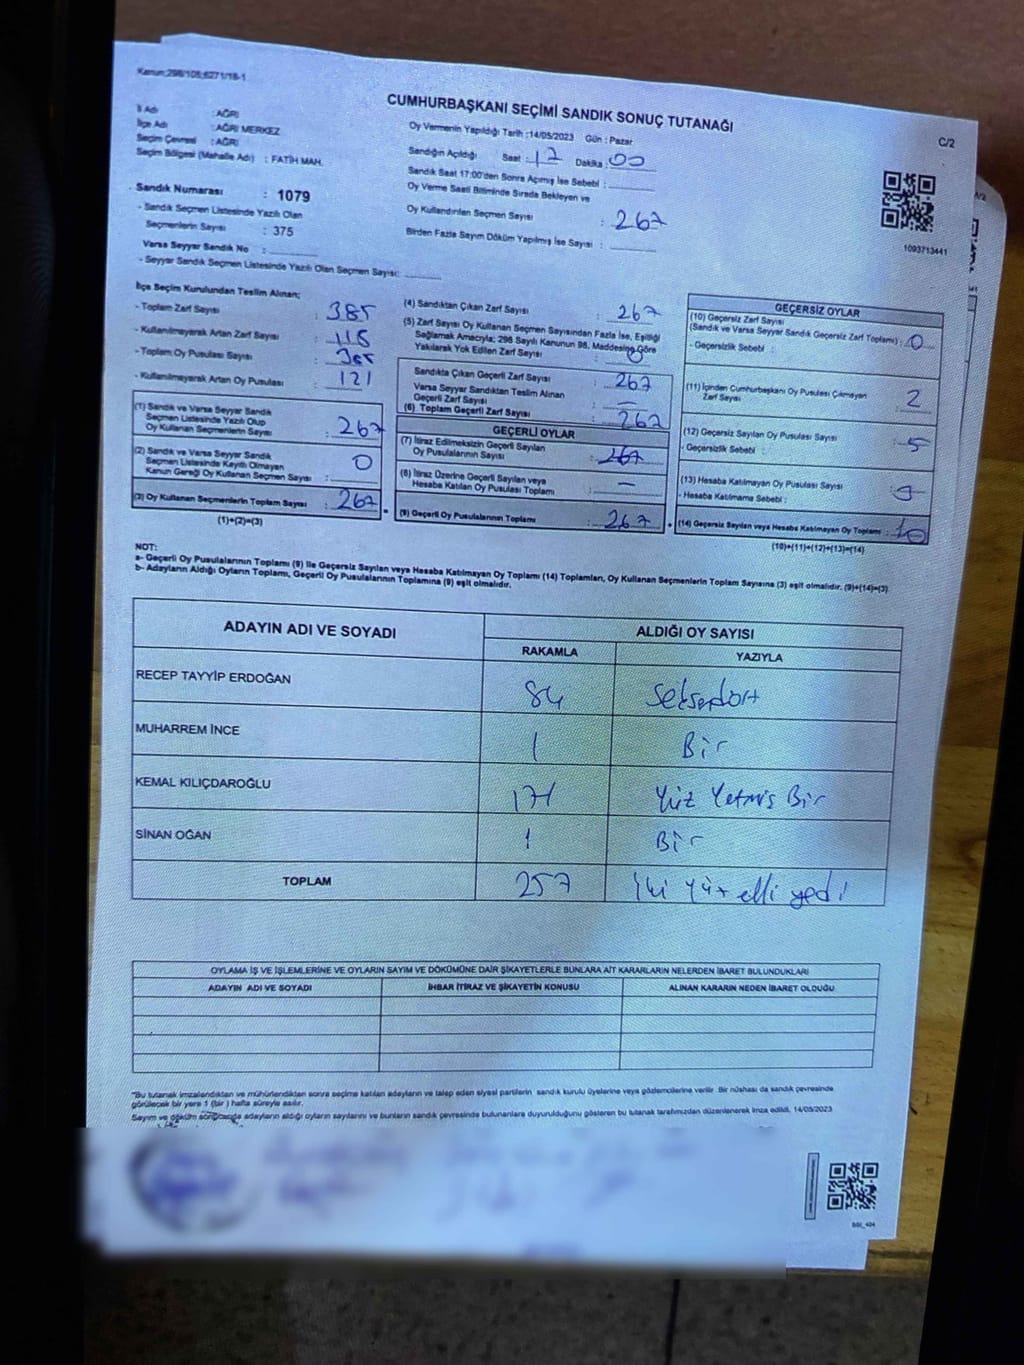 Kanun;298/105;6271/18-1
CUMHURBAŞKANI SEÇİMİ SANDIK SONUÇ TUTANAĞI
C/2
İl Adı : AĞRI
İlçe Adı : AĞRI MERKEZ
Seçim Çevresi : AĞRI
Seçim Bölgesi (Mahalle Adı) : FATİH MAH.
Oy Vermenin Yapıldığı Tarih : 14/05/2023 Gün : Pazar
Sandığın Açıldığı Saat : 17 Dakika : 00
Sandık Saat 17:00'den Sonra Açımış İse Sebebi :
Oy Verme Saati Bitiminde Sırada Bekleyen ve
Oy Kullandırılan Seçmen Sayısı : 267
Birden Fazla Sayım Döküm Yapılmış İse Sayısı :
1093713441
A/2
Sandık Numarası : 1079
- Sandık Seçmen Listesinde Yazılı Olan
Seçmenlerin Sayısı : 375
Varsa Seyyar Sandık No :
- Seyyar Sandık Seçmen Listesinde Yazılı Olan Seçmen Sayısı:
İlçe Seçim Kurulundan Teslim Alınan;
- Toplam Zarf Sayısı : 385
- Kullanılmayarak Artan Zarf Sayısı : 118
- Toplam Oy Pusulası Sayısı : 385
- Kullanılmayarak Artan Oy Pusulası : 121
(1) Sandık ve Varsa Seyyar Sandık
Seçmen Listesinde Yazılı Olup
Oy Kullanan Seçmenlerin Sayısı : 267
(2) Sandık ve Varsa Seyyar Sandık
Seçmen Listesinde Kayıtlı Olmayan
Kanun Gereği Oy Kullanan Seçmen Sayısı : 0
(3) Oy Kullanan Seçmenlerin Toplam Sayısı : 267
(1)+(2)=(3)
(4) Sandıktan Çıkan Zarf Sayısı : 267
(5) Zarf Sayısı Oy Kullanan Seçmen Sayısından Fazla İse, Eşitliği
Sağlamak Amacıyla; 298 Sayılı Kanunun 98. Maddesine Göre
Yakılarak Yok Edilen Zarf Sayısı : 0
Sandıkta Çıkan Geçerli Zarf Sayısı : 267
Varsa Seyyar Sandıktan Teslim Alınan
Geçerli Zarf Sayısı : —
(6) Toplam Geçerli Zarf Sayısı : 267
GEÇERLİ OYLAR
(7) İtiraz Edilmeksizin Geçerli Sayılan
Oy Pusulalarının Sayısı : 267
(8) İtiraz Üzerine Geçerli Sayılan veya
Hesaba Katılan Oy Pusulası Toplamı : —
(9) Geçerli Oy Pusulalarının Toplamı : 267
GEÇERSİZ OYLAR
(10) Geçersiz Zarf Sayısı
(Sandık ve Varsa Seyyar Sandık Geçersiz Zarf Toplamı) : 0
- Geçersizlik Sebebi :
(11) İçinden Cumhurbaşkanı Oy Pusulası Çıkmayan
Zarf Sayısı : 2
(12) Geçersiz Sayılan Oy Pusulası Sayısı : 5
- Geçersizlik Sebebi :
(13) Hesaba Katılmayan Oy Pusulası Sayısı :
- Hesaba Katılmama Sebebi :
(14) Geçersiz Sayılan veya Hesaba Katılmayan Oy Toplamı : 10
(10)+(11)+(12)+(13)=(14)
NOT:
a- Geçerli Oy Pusulalarının Toplamı (9) ile Geçersiz Sayılan veya Hesaba Katılmayan Oy Toplamı (14) Toplamları, Oy Kullanan Seçmenlerin Toplam Sayısına (3) eşit olmalıdır. (9)+(14)=(3)
b- Adayların Aldığı Oyların Toplamı, Geçerli Oy Pusulalarının Toplamına (9) eşit olmalıdır.
ADAYIN ADI VE SOYADI
ALDIĞI OY SAYISI
RAKAMLA YAZIYLA
RECEP TAYYİP ERDOĞAN 84 seksendört
MUHARREM İNCE 1 Bir
KEMAL KILIÇDAROĞLU 171 Yüz Yetmiş Bir
SİNAN OĞAN 1 Bir
TOPLAM 257 iki Yüz elli yedi
OYLAMA İŞ VE İŞLEMLERİNE VE OYLARIN SAYIM VE DÖKÜMÜNE DAİR ŞİKAYETLERLE BUNLARA AİT KARARLARIN NELERDEN İBARET BULUNDUKLARI
ADAYIN ADI VE SOYADI İHBAR İTİRAZ VE ŞİKAYETİN KONUSU ALINAN KARARIN NEDEN İBARET OLDUĞU
"Bu tutanak imzalandıktan ve mühürlendikten sonra seçime katılan adayların ve talep eden siyasi partilerin sandık kurulu üyelerine veya gözlemcilerine verilir. Bir nüshası da sandık çevresinde
görülecek bir yere 1 (bir ) hafta süreyle asılır.
Sayım ve döküm sonucunda adayların aldığı oyların sayılarını ve bunların sandık çevresinde bulunanlara duyurulduğunu gösteren bu tutanak tarafımızdan düzenlenerek imza edildi. 14/05/2023